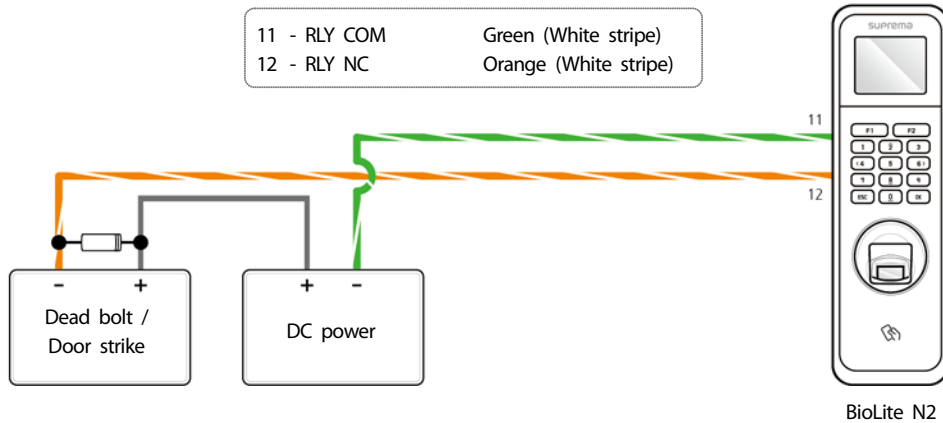 11 - RLY COM Green (White stripe)
12 - RLY NC Orange (White stripe)
suprema
11
12
F1 F2
1 2 3
4 5 6
7 8 9
ESC 0 OK
- +
Dead bolt /
Door strike
+ -
DC power
BioLite N2